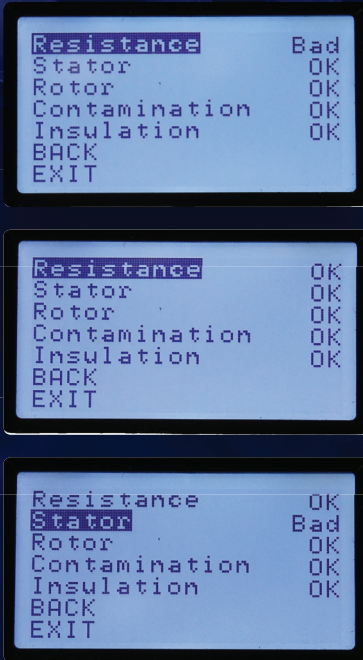 Resistance Bad
Stator OK
Rotor OK
Contamination OK
Insulation OK
BACK
EXIT
Resistance OK
Stator OK
Rotor OK
Contamination OK
Insulation OK
BACK
EXIT
Resistance OK
Stator Bad
Rotor OK
Contamination OK
Insulation OK
BACK
EXIT